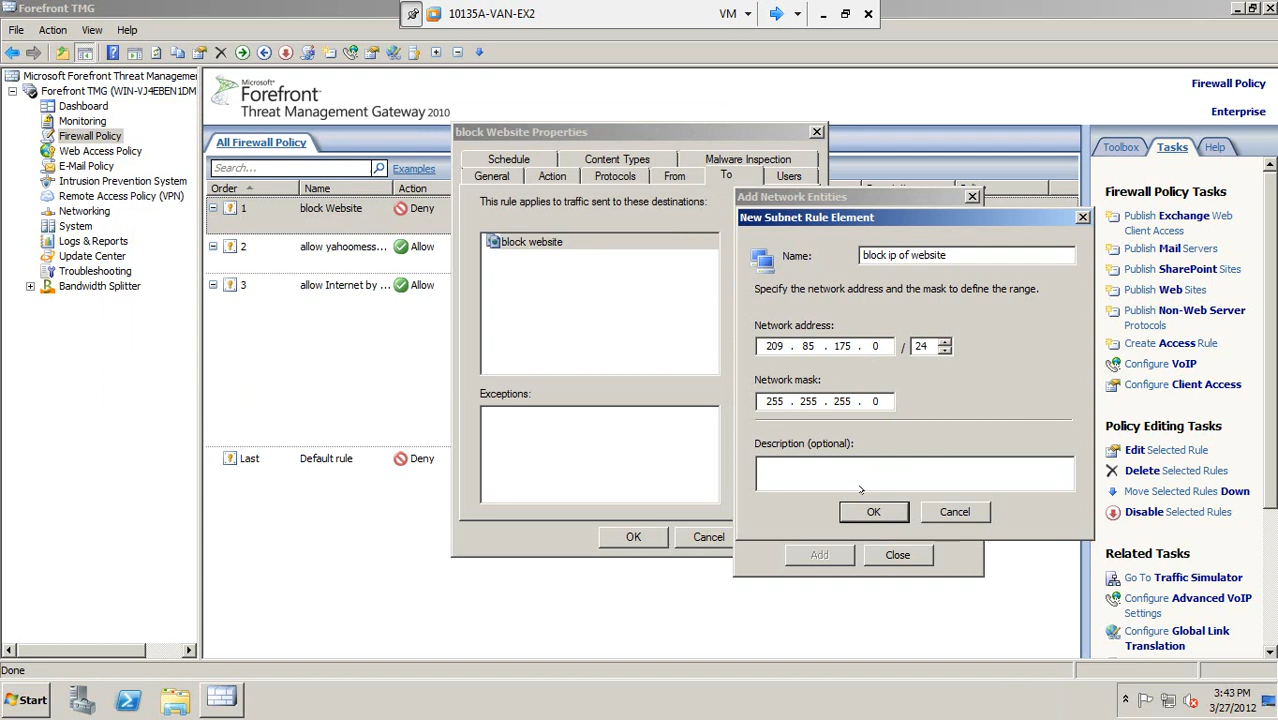 Forefront TMG
10135A-VAN-EX2
VM
File Action View Help
Microsoft Forefront Threat Manageme
Forefront TMG (WIN-VJ4EBEN1DM
Dashboard
Monitoring
Firewall Policy
Web Access Policy
E-Mail Policy
Intrusion Prevention System
Remote Access Policy (VPN)
Networking
System
Logs & Reports
Update Center
Troubleshooting
Bandwidth Splitter
Microsoft®
Forefront™
Threat Management Gateway 2010
Firewall Policy
Enterprise
All Firewall Policy
Search...
Examples
Order Name Action
1 block Website Deny
2 allow yahoomess... Allow
3 allow Internet by ... Allow
Last Default rule Deny
block Website Properties
Schedule Content Types Malware Inspection
General Action Protocols From To Users
This rule applies to traffic sent to these destinations:
block website
Exceptions:
OK Cancel
Add Network Entities
New Subnet Rule Element
Name: block ip of website
Specify the network address and the mask to define the range.
Network address:
209 . 85 . 175 . 0 / 24
Network mask:
255 . 255 . 255 . 0
Description (optional):
OK Cancel
Add Close
Toolbox Tasks Help
Firewall Policy Tasks
Publish Exchange Web
Client Access
Publish Mail Servers
Publish SharePoint Sites
Publish Web Sites
Publish Non-Web Server
Protocols
Create Access Rule
Configure VoIP
Configure Client Access
Policy Editing Tasks
Edit Selected Rule
Delete Selected Rules
Move Selected Rules Down
Disable Selected Rules
Related Tasks
Go To Traffic Simulator
Configure Advanced VoIP
Settings
Configure Global Link
Translation
Done
Start
3:43 PM
3/27/2012